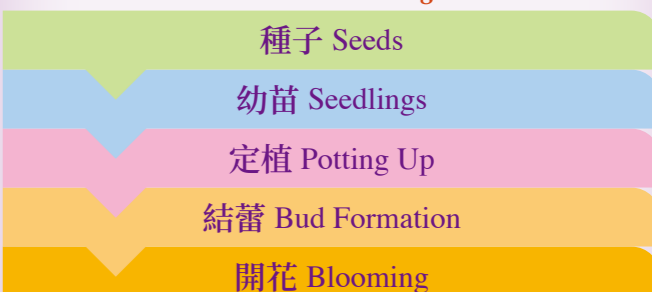 種子 Seeds
幼苗 Seedlings
定植 Potting Up
結蕾 Bud Formation
開花 Blooming